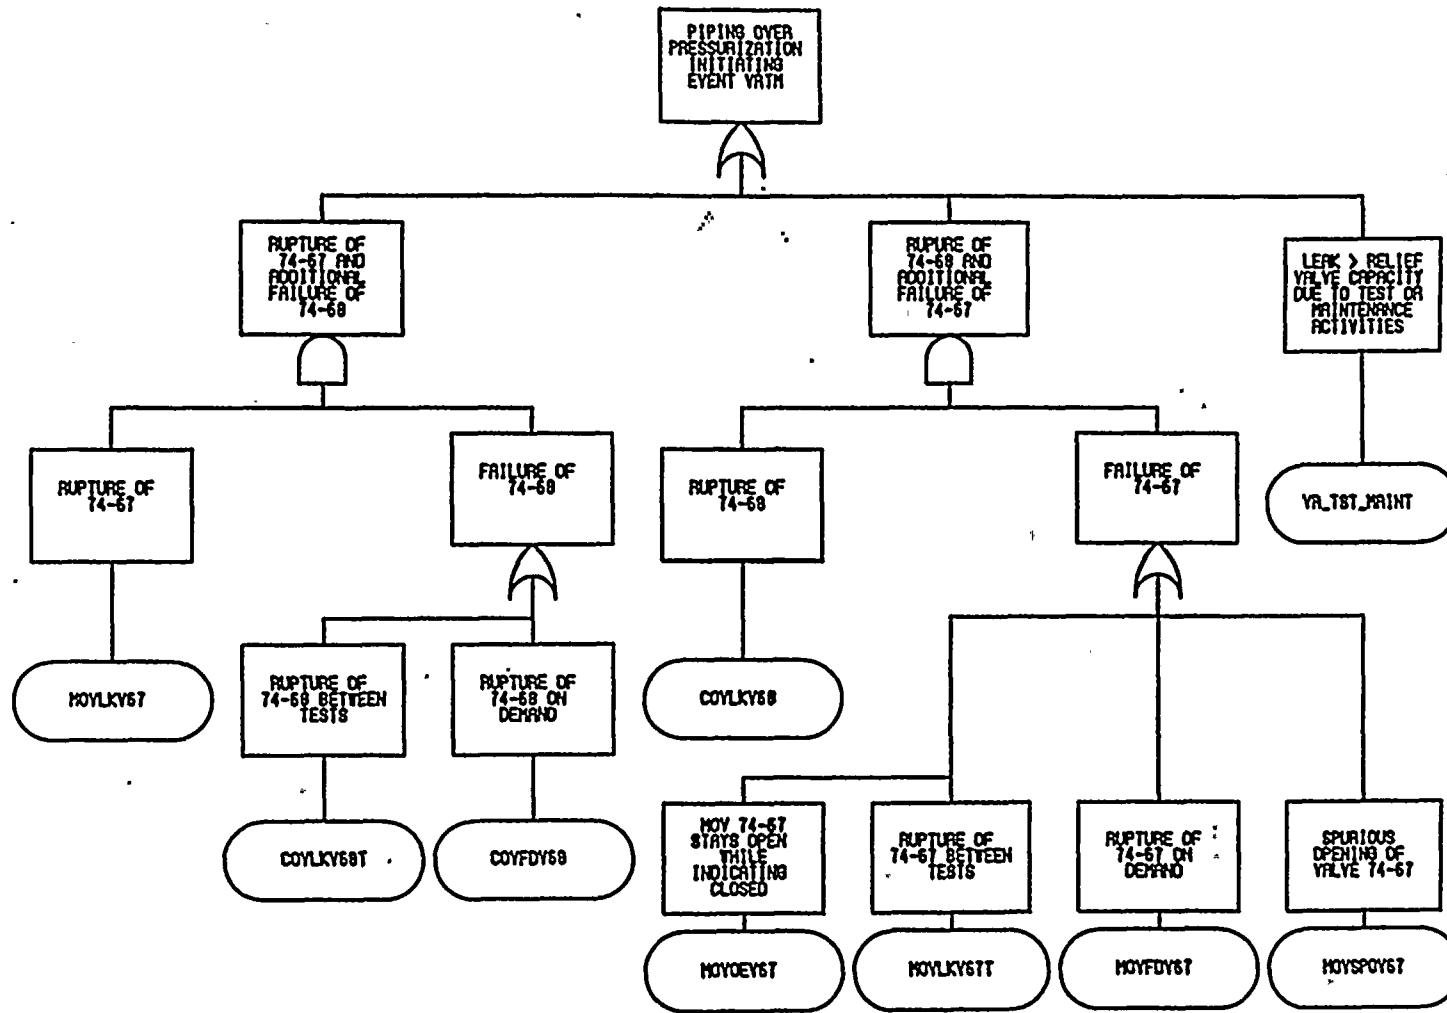 PIPING OVER
PRESSURIZATION
INITIATING
EVENT VATM
RUPTURE OF
74-67 AND
ADDITIONAL
FAILURE OF
74-68
RUPURE OF
74-68 AND
ADDITIONAL
FAILURE OF
74-67
LEAK > RELIEF
VALVE CAPACITY
DUE TO TEST OR
MAINTENANCE
ACTIVITIES
RUPTURE OF
74-67
FAILURE OF
74-68
RUPTURE OF
74-68
FAILURE OF
74-67
VA_TST_MAINT
MOVLKV67
RUPTURE OF
74-68 BETWEEN
TESTS
RUPTURE OF
74-68 ON
DEMAND
COVLKV68
COVLKV68T
COVFDV68
MOV 74-67
STAYS OPEN
WHILE
INDICATING
CLOSED
RUPTURE OF
74-67 BETWEEN
TESTS
RUPTURE OF
74-67 ON
DEMAND
SPURIOUS
OPENING OF
VALVE 74-67
MOVOEV67
MOVLKV67T
MOVFDV67
MOVSPOV67